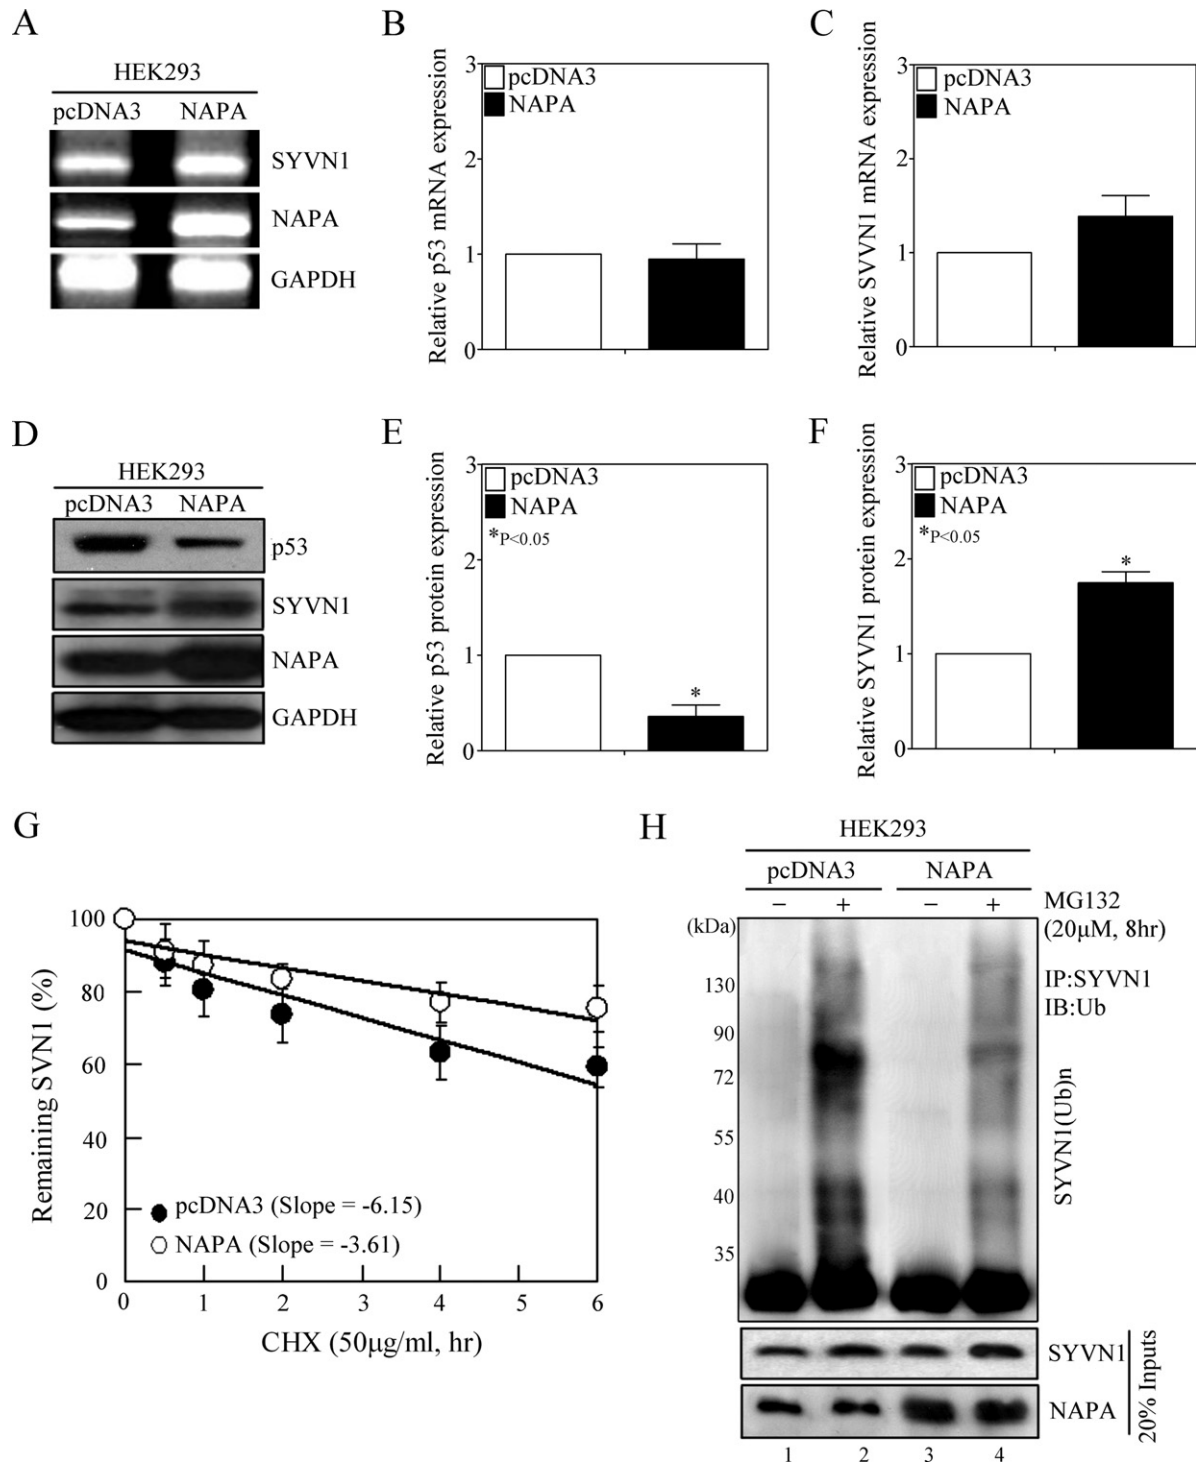 A
HEK293
pcDNA3 NAPA
SYVN1
NAPA
GAPDH
B
Relative p53 mRNA expression
3
2
1
0
pcDNA3
NAPA
C
Relative SVVN1 mRNA expression
3
2
1
0
pcDNA3
NAPA
D
HEK293
pcDNA3 NAPA
p53
SYVN1
NAPA
GAPDH
E
Relative p53 protein expression
3
2
1
0
pcDNA3
NAPA
*P<0.05
*
F
Relative SYVN1 protein expression
3
2
1
0
pcDNA3
NAPA
*P<0.05
*
G
Remaining SVN1 (%)
100
80
60
40
20
0
pcDNA3 (Slope = -6.15)
NAPA (Slope = -3.61)
0 1 2 3 4 5 6
CHX (50μg/ml, hr)
H
HEK293
pcDNA3 NAPA
− + − + MG132
(kDa) (20μM, 8hr)
130
90
72
55
40
35
IP:SYVN1
IB:Ub
SYVN1(Ub)n
SYVN1
NAPA
20% Inputs
1 2 3 4